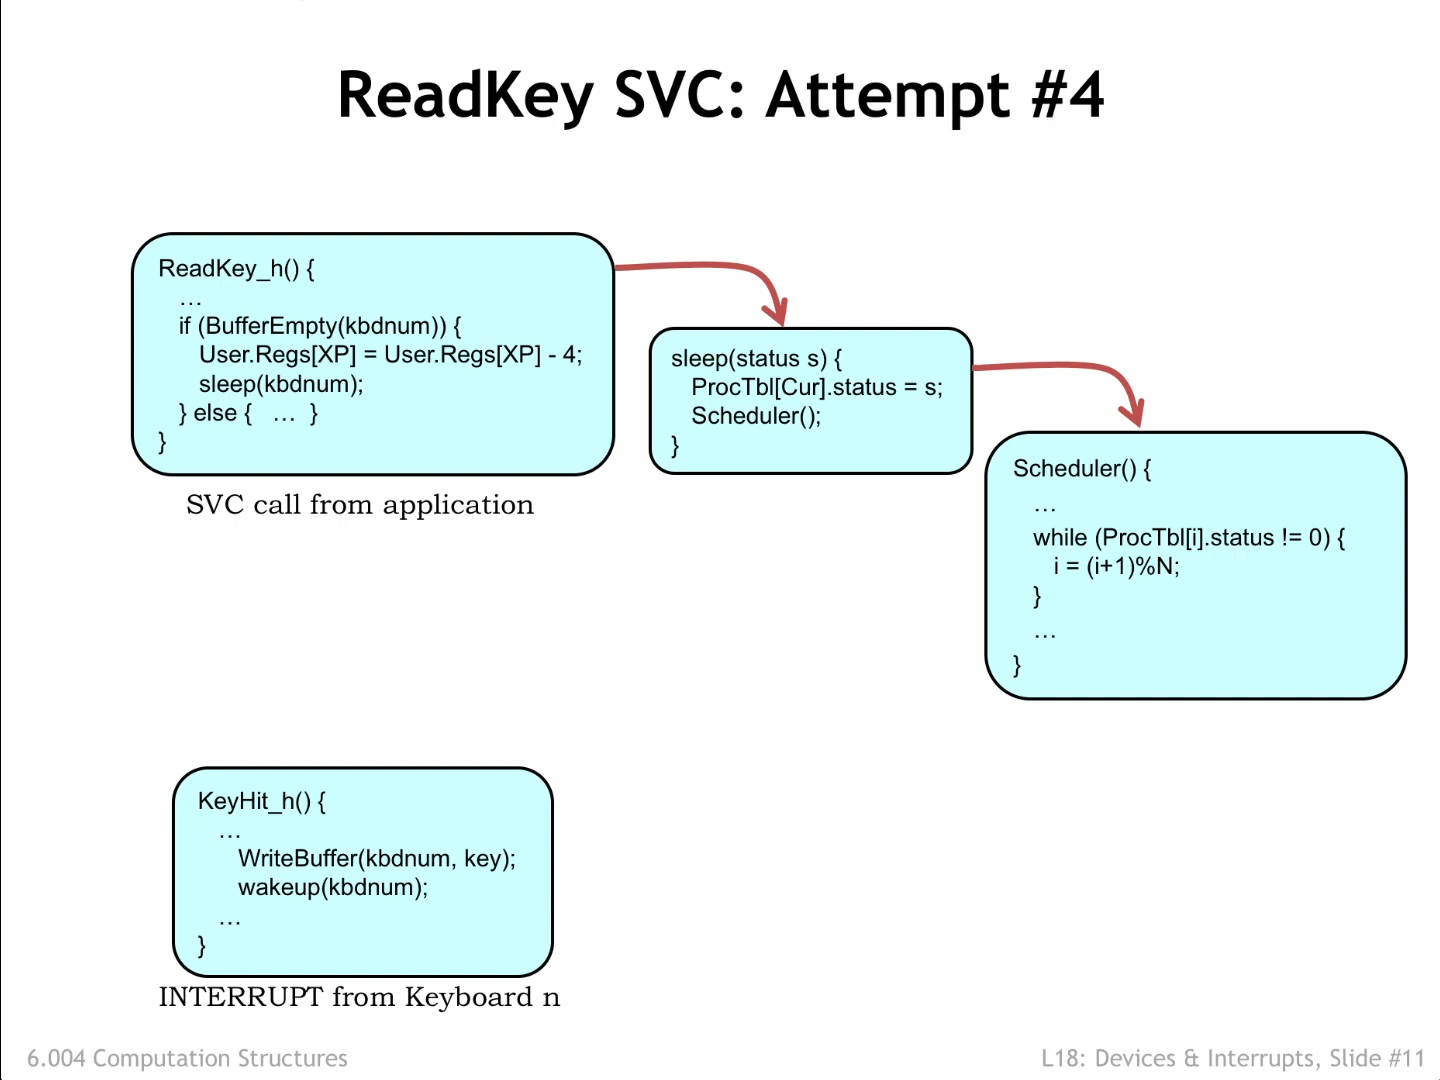 ReadKey SVC: Attempt #4
ReadKey_h() {
…
if (BufferEmpty(kbdnum)) {
User.Regs[XP] = User.Regs[XP] - 4;
sleep(kbdnum);
} else { … }
}
SVC call from application
sleep(status s) {
ProcTbl[Cur].status = s;
Scheduler();
}
Scheduler() {
…
while (ProcTbl[i].status != 0) {
i = (i+1)%N;
}
…
}
KeyHit_h() {
…
WriteBuffer(kbdnum, key);
wakeup(kbdnum);
…
}
INTERRUPT from Keyboard n
6.004 Computation Structures
L18: Devices & Interrupts, Slide #11